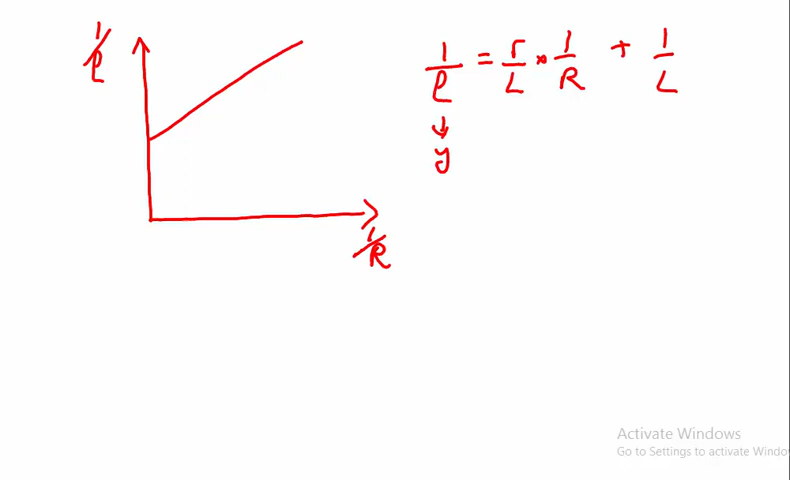 1/ℓ
1/ℓ = r/L · 1/R + 1/L
↓
y
1/R
Activate Windows
Go to Settings to activate Windo